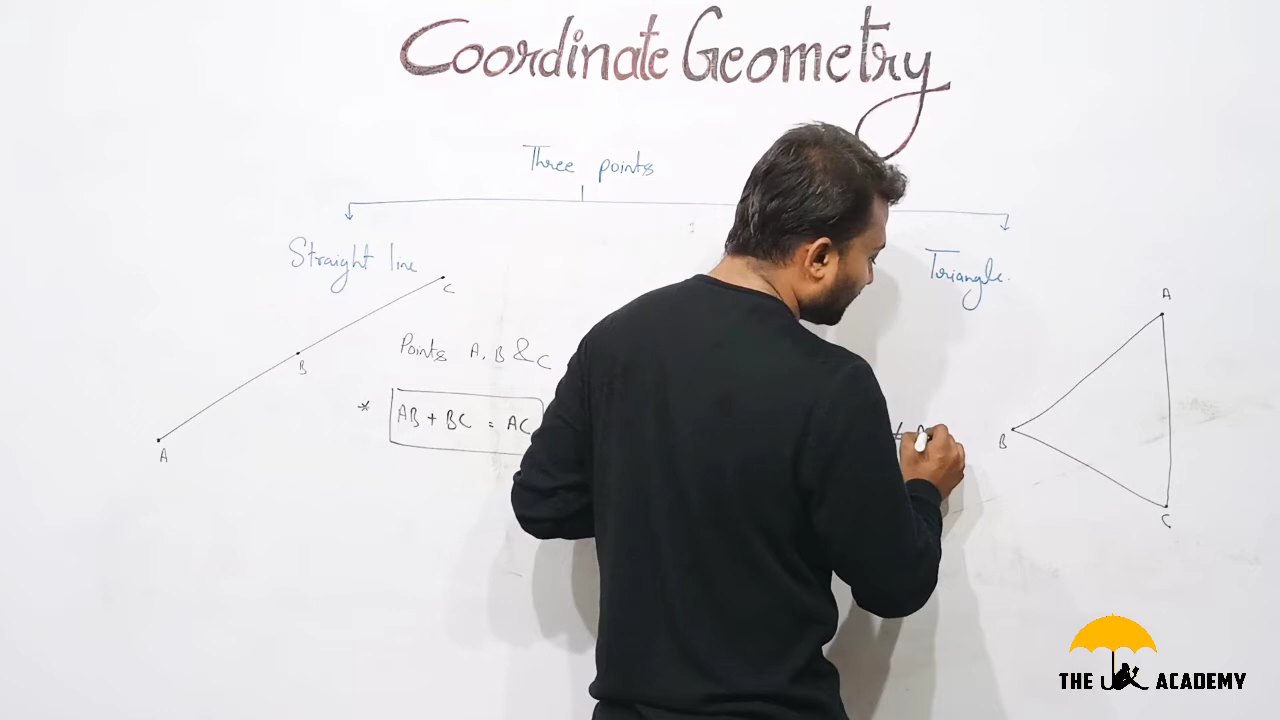 Coordinate Geometry
Three points
Straight line
Triangle.
C
B
A
Points A, B & C
* AB + BC = AC
A
B
C
≠
THE ACADEMY